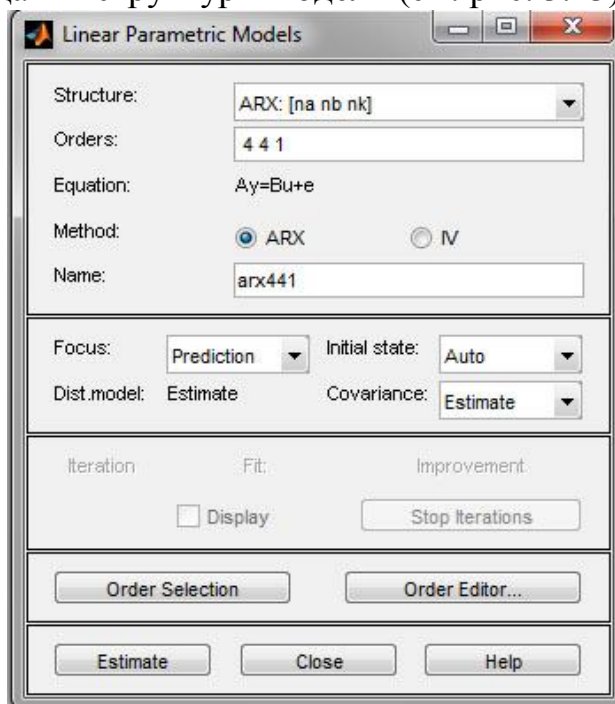 Linear Parametric Models
Structure: ARX: [na nb nk]
Orders: 4 4 1
Equation: Ay=Bu+e
Method: ARX IV
Name: arx441
Focus: Prediction Initial state: Auto
Dist.model: Estimate Covariance: Estimate
Iteration Fit: Improvement
Display Stop Iterations
Order Selection Order Editor...
Estimate Close Help